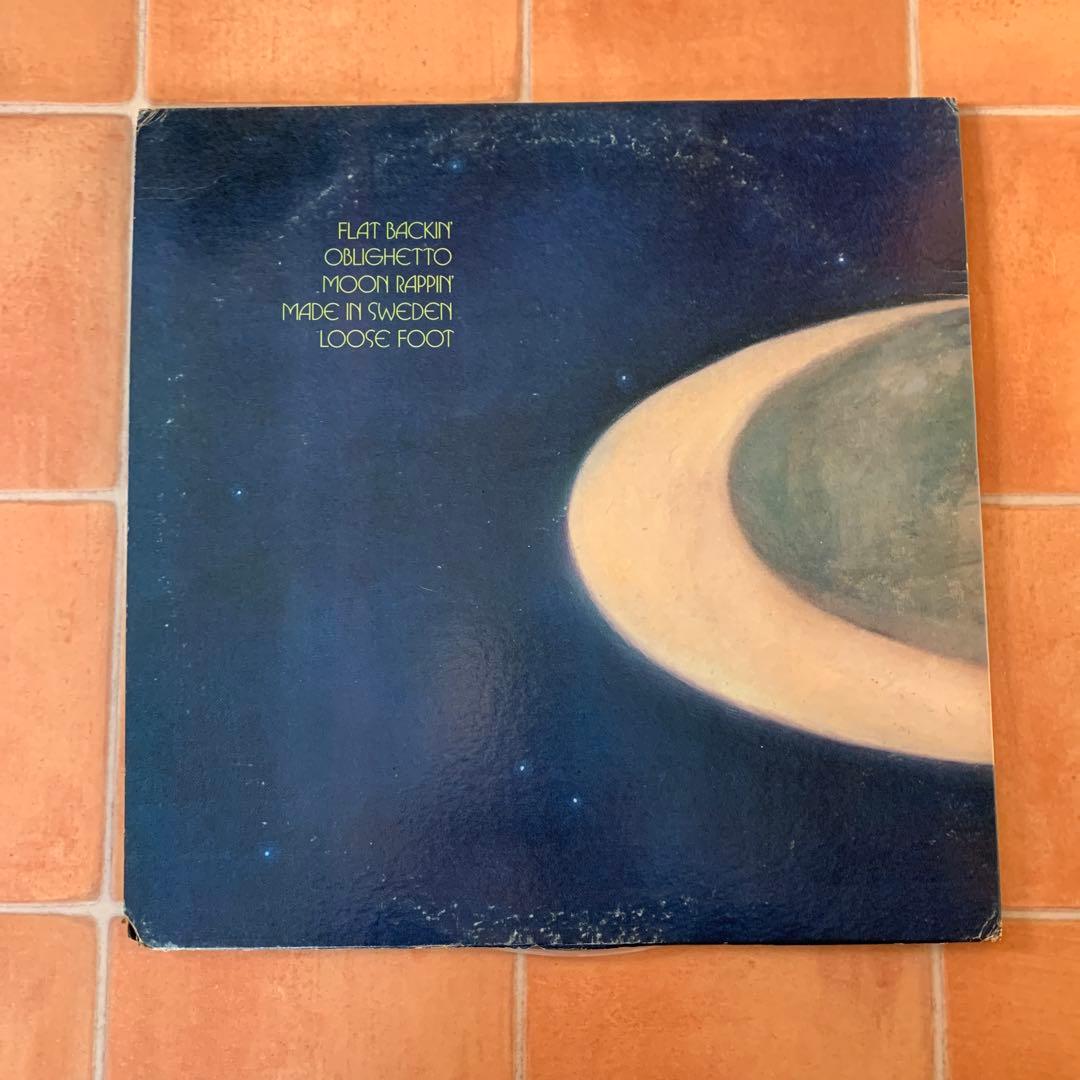 FLAT BACKIN'
OBLIGHETTO
MOON RAPPIN'
MADE IN SWEDEN
LOOSE FOOT